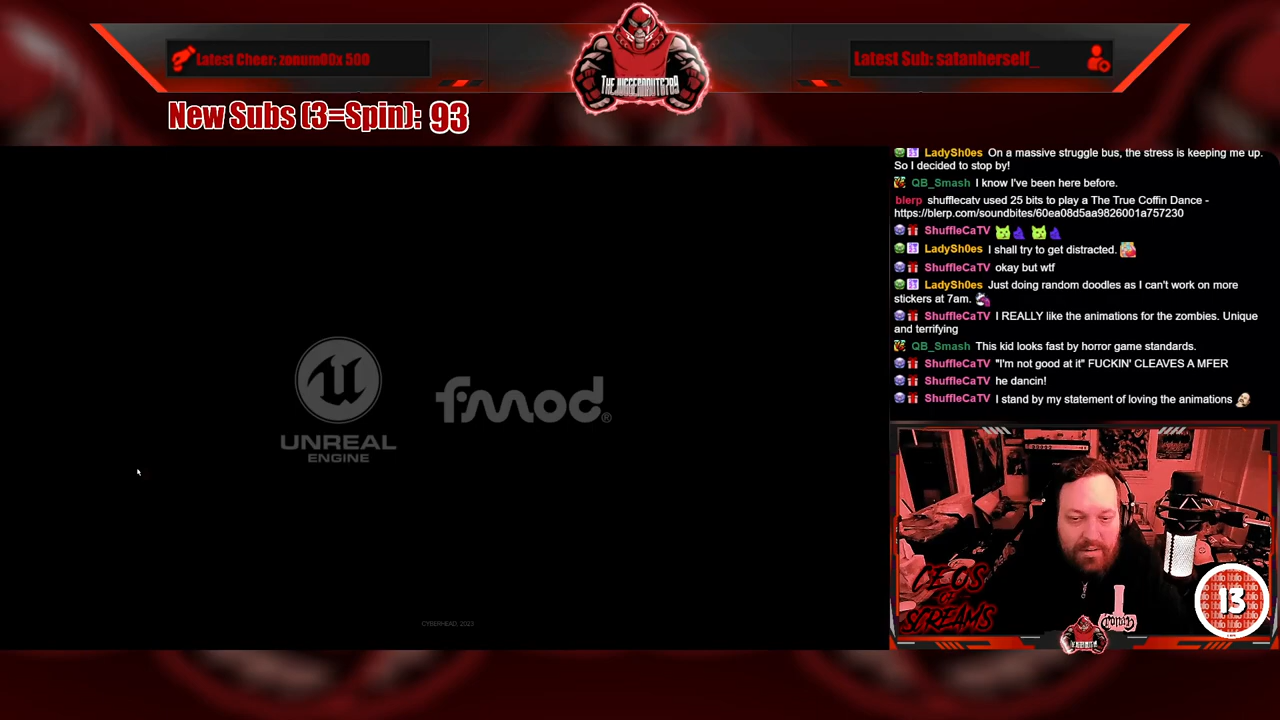 Latest Cheer: zonum00x 500
THEJUGGERNAUT6789
Latest Sub: satanherself_
New Subs (3=Spin): 93
LadySh0es On a massive struggle bus, the stress is keeping me up.
So I decided to stop by!
QB_Smash I know I've been here before.
blerp shufflecatv used 25 bits to play a The True Coffin Dance -
https://blerp.com/soundbites/60ea08d5aa9826001a757230
ShuffleCaTV
LadySh0es I shall try to get distracted.
ShuffleCaTV okay but wtf
LadySh0es Just doing random doodles as I can't work on more
stickers at 7am.
ShuffleCaTV I REALLY like the animations for the zombies. Unique
and terrifying
QB_Smash This kid looks fast by horror game standards.
ShuffleCaTV "I'm not good at it" FUCKIN' CLEAVES A MFER
ShuffleCaTV he dancin!
ShuffleCaTV I stand by my statement of loving the animations
UNREAL
ENGINE
fmod®
CYBERHEAD 2023
CEOS
OF
SCREAMS
13